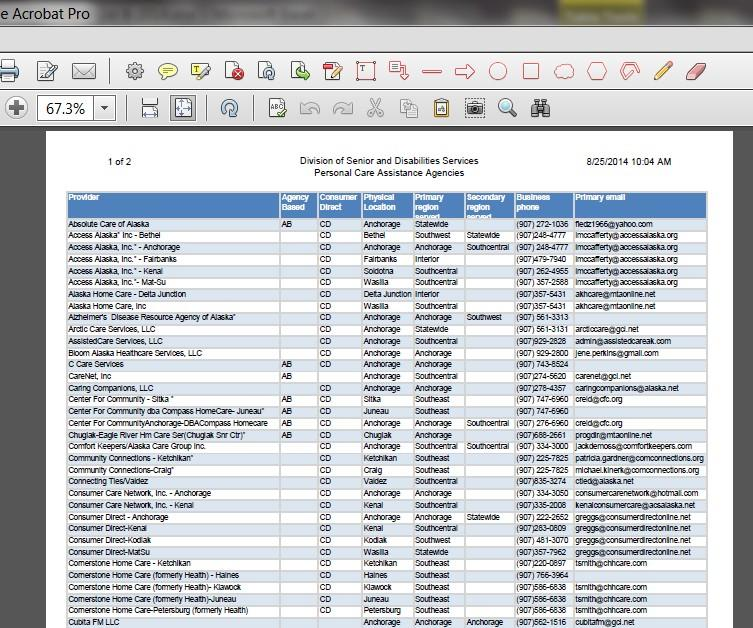 e Acrobat Pro
67.3%
1 of 2 Division of Senior and Disabilities Services 8/25/2014 10:04 AM
Personal Care Assistance Agencies
Provider Agency Based Consumer Direct Physical Location Primary region served Secondary region served Business phone Primary email
Absolute Care of Alaska AB CD Anchorage Statewide (907) 272-1036 fledz1966@yahoo.com
Access Alaska* Inc - Bethel CD Bethel Southwest Statewide (907)248-4777 lmccafferty@accessalaska.org
Access Alaska, Inc.* - Anchorage CD Anchorage Anchorage Southcentral (907) 248-4777 lmccafferty@accessalaska.org
Access Alaska, Inc.* - Fairbanks CD Fairbanks Interior (907)479-7940 lmccafferty@accessalaska.org
Access Alaska, Inc.* - Kenai CD Soldotna Southcentral (907) 262-4955 lmccafferty@accessalaska.org
Access Alaska, Inc.*- Mat-Su CD Wasilla Southcentral (907) 357-2588 lmccafferty@accessalaska.org
Alaska Home Care - Delta Junction CD Delta Junction Interior (907)357-5431 akhcare@mtaonline.net
Alaska Home Care, Inc CD Wasilla Southcentral (907)357-5431 akhcare@mtaonline.net
Alzheimer's Disease Resource Agency of Alaska* CD Anchorage Anchorage Southwest (907) 561-3313
Arctic Care Services, LLC CD Anchorage Statewide (907) 561-3131 arcticcare@gci.net
AssistedCare Services, LLC CD Anchorage Anchorage (907)929-2828 admin@assistedcareak.com
Bloom Alaska Healthcare Services, LLC CD Anchorage Anchorage (907) 929-2800 jene.perkins@gmail.com
C Care Services AB CD Anchorage Anchorage (907) 743-8524
CareNet, Inc AB Anchorage Southcentral (907)274-5620 carenet@gci.net
Caring Companions, LLC CD Anchorage Anchorage (907)278-4357 caringcompanions@alaska.net
Center For Community - Sitka * AB CD Sitka Southeast (907) 747-6960 creid@cfc.org
Center For Community dba Compass HomeCare- Juneau* AB CD Juneau Southeast (907) 747-6960
Center For CommunityAnchorage-DBACompass Homecare AB CD Anchorage Anchorage Southcentral (907) 276-6960 creid@cfc.org
Chugiak-Eagle River Hm Care Ser(Chugiak Snr Ctr)* AB CD Chugiak Anchorage (907)688-2661 progdir@mtaonline.net
Comfort Keepers/Alaska Care Group Inc. CD Anchorage Southcentral Southcentral (907) 334-3000 jackdemoss@comfortkeepers.com
Community Connections - Ketchikan* CD Ketchikan Southeast (907) 225-7825 patricia.gardner@comconnections.org
Community Connections-Craig* CD Craig Southeast (907) 225-7825 michael.kinerk@comconnections.org
Connecting Ties/Valdez CD Valdez Southcentral (907)835-3274 ctied@alaska.net
Consumer Care Network, Inc. - Anchorage CD Anchorage Anchorage (907) 334-3050 consumercarenetwork@hotmail.com
Consumer Care Network, Inc. - Kenai CD Kenai Southcentral (907)335-2008 kenaiconsumercare@acsalaska.net
Consumer Direct - Anchorage CD Anchorage Anchorage Statewide (907) 222-2652 greggs@consumerdirectonline.net
Consumer Direct-Kenai CD Kenai Southcentral (907)283-0809 greggs@consumerdirectonline.net
Consumer Direct-Kodiak CD Kodiak Southwest (907) 481-3070 greggs@consumerdirectonline.net
Consumer Direct-MatSu CD Wasilla Statewide (907)357-7962 greggs@consumerdirectonline.net
Cornerstone Home Care - Ketchikan CD Ketchikan Southeast (907)220-0897 tsmith@chhcare.com
Cornerstone Home Care (formerly Health) - Haines CD Haines Southeast (907) 766-3964
Cornerstone Home Care (formerly Health)- Klawock CD Klawock Southeast (907)586-6838 tsmith@chhcare.com
Cornerstone Home Care (formerly Health)-Juneau CD Juneau Southeast (907)586-6838 tsmith@chhcare.com
Cornerstone Home Care-Petersburg (formerly Health) CD Petersburg Southeast (907)586-6838 tsmith@chhcare.com
Cubita FM LLC Anchorage Anchorage Anchorage (907)562-1516 cubitafm@gci.net